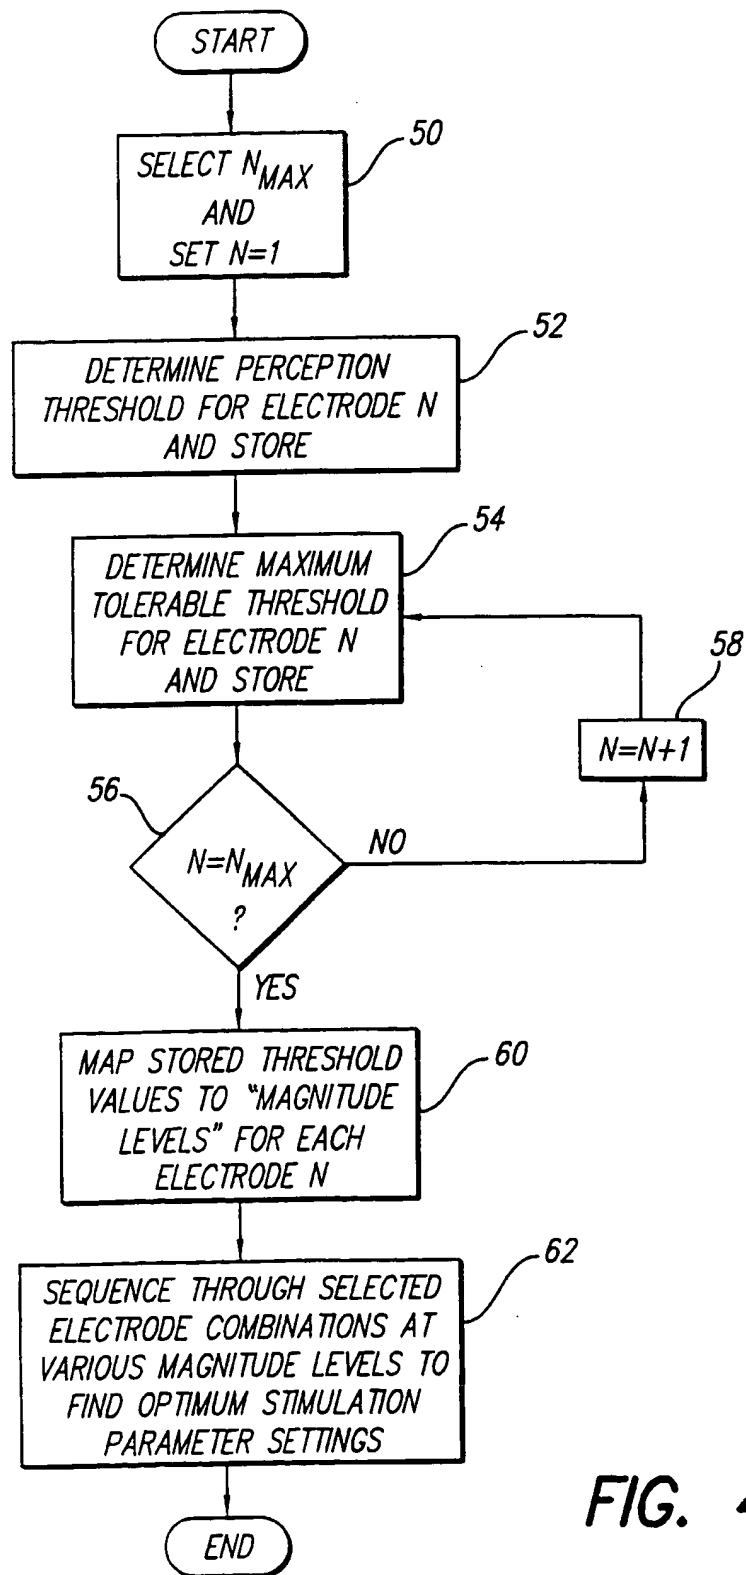 START
50
SELECT N_MAX
AND
SET N=1
52
DETERMINE PERCEPTION
THRESHOLD FOR ELECTRODE N
AND STORE
54
DETERMINE MAXIMUM
TOLERABLE THRESHOLD
FOR ELECTRODE N
AND STORE
58
N=N+1
56
N=N_MAX
?
NO
YES
60
MAP STORED THRESHOLD
VALUES TO "MAGNITUDE
LEVELS" FOR EACH
ELECTRODE N
62
SEQUENCE THROUGH SELECTED
ELECTRODE COMBINATIONS AT
VARIOUS MAGNITUDE LEVELS TO
FIND OPTIMUM STIMULATION
PARAMETER SETTINGS
END
FIG.